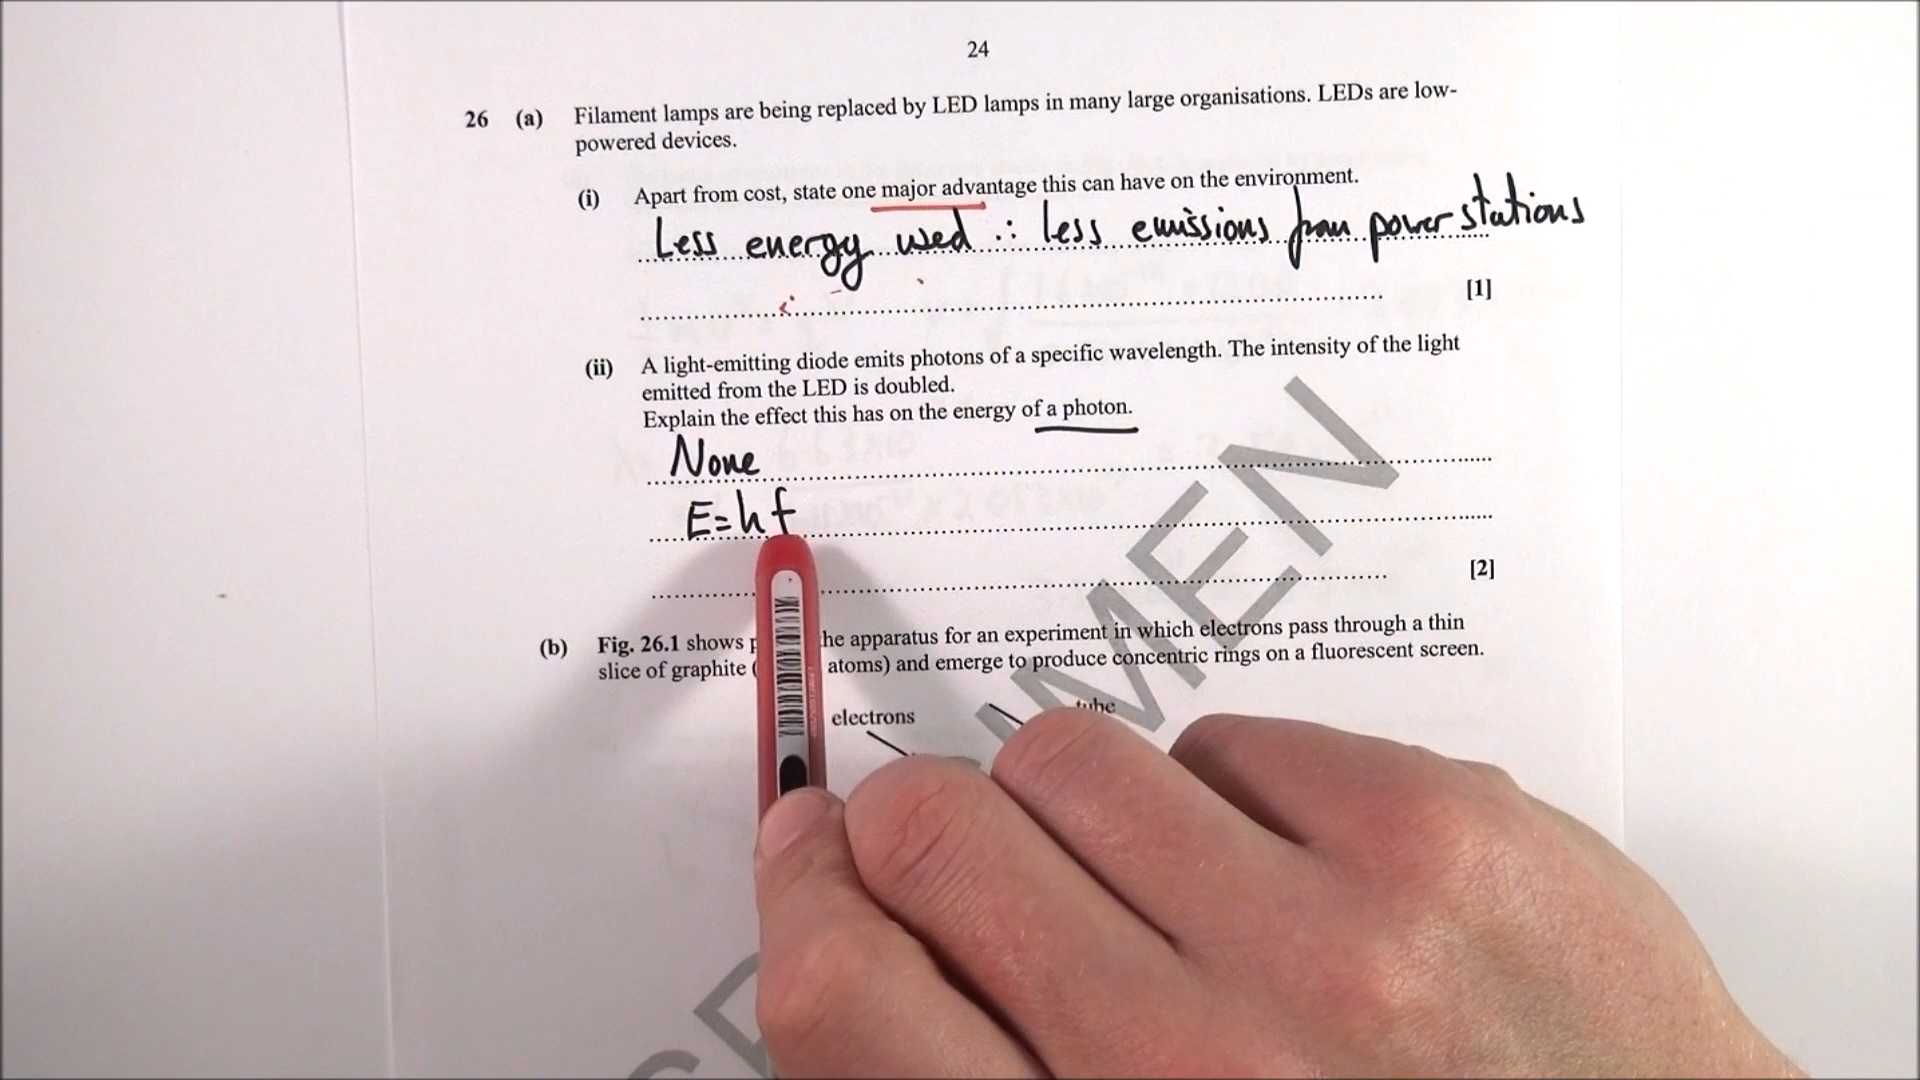 24
26 (a) Filament lamps are being replaced by LED lamps in many large organisations. LEDs are low-
powered devices.
(i) Apart from cost, state one major advantage this can have on the environment.
Less energy used ∴ less emissions from power stations
[1]
(ii) A light-emitting diode emits photons of a specific wavelength. The intensity of the light
emitted from the LED is doubled.
Explain the effect this has on the energy of a photon.
None
E=hf
[2]
(b) Fig. 26.1 shows he apparatus for an experiment in which electrons pass through a thin
slice of graphite ( atoms) and emerge to produce concentric rings on a fluorescent screen.
electrons
tube